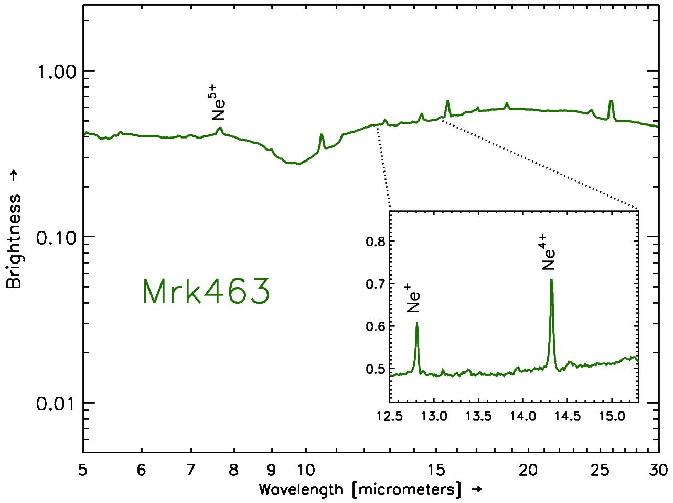 1.00
0.10
0.01
Brightness →
Ne5+
Mrk463
0.8
0.7
0.6
0.5
Ne+
Ne4+
12.5 13.0 13.5 14.0 14.5 15.0
5 6 7 8 9 10 15 20 25 30
Wavelength [micrometers] →